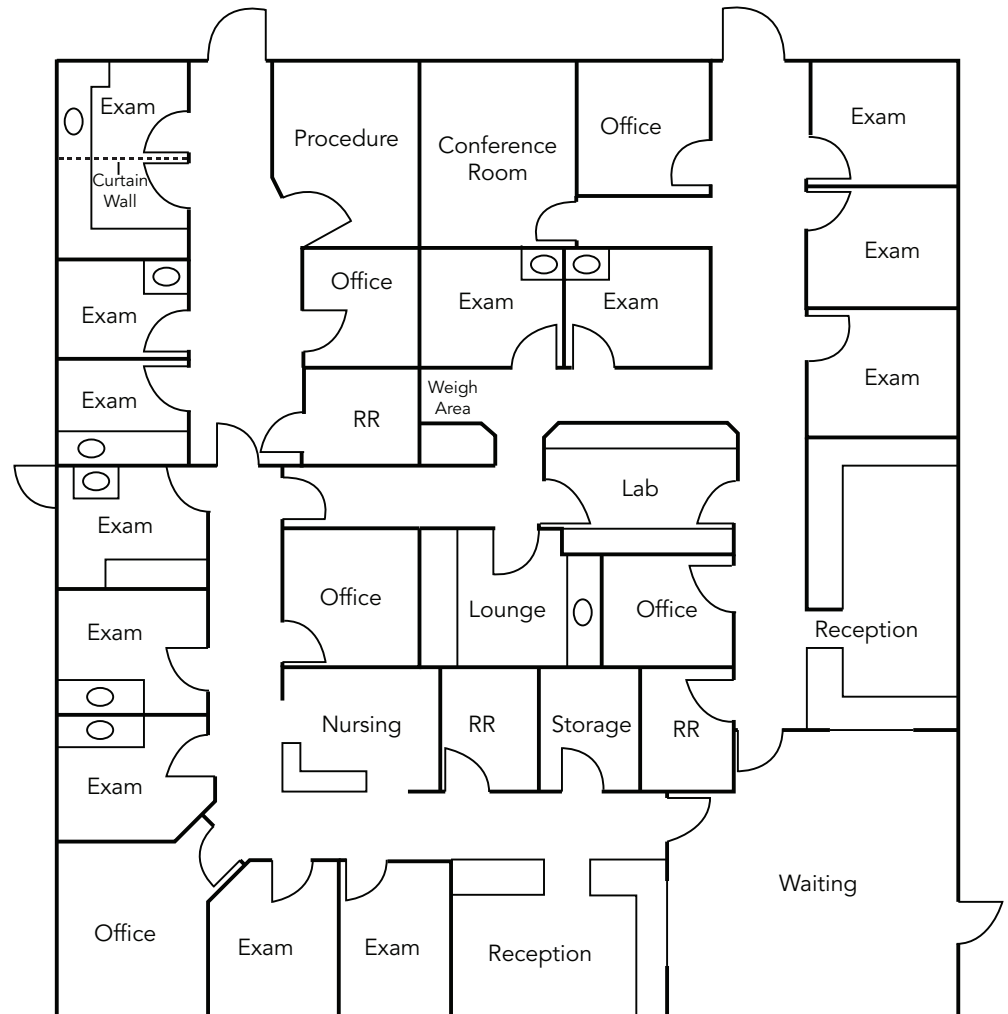 Exam
Procedure
Conference
Room
Office
Exam
Curtain
Wall
Exam
Office
Exam
Exam
Exam
Exam
Exam
Weigh
Area
RR
Lab
Exam
Office
Lounge
Office
Reception
Exam
Nursing
RR
Storage
RR
Exam
Waiting
Office
Exam
Exam
Reception